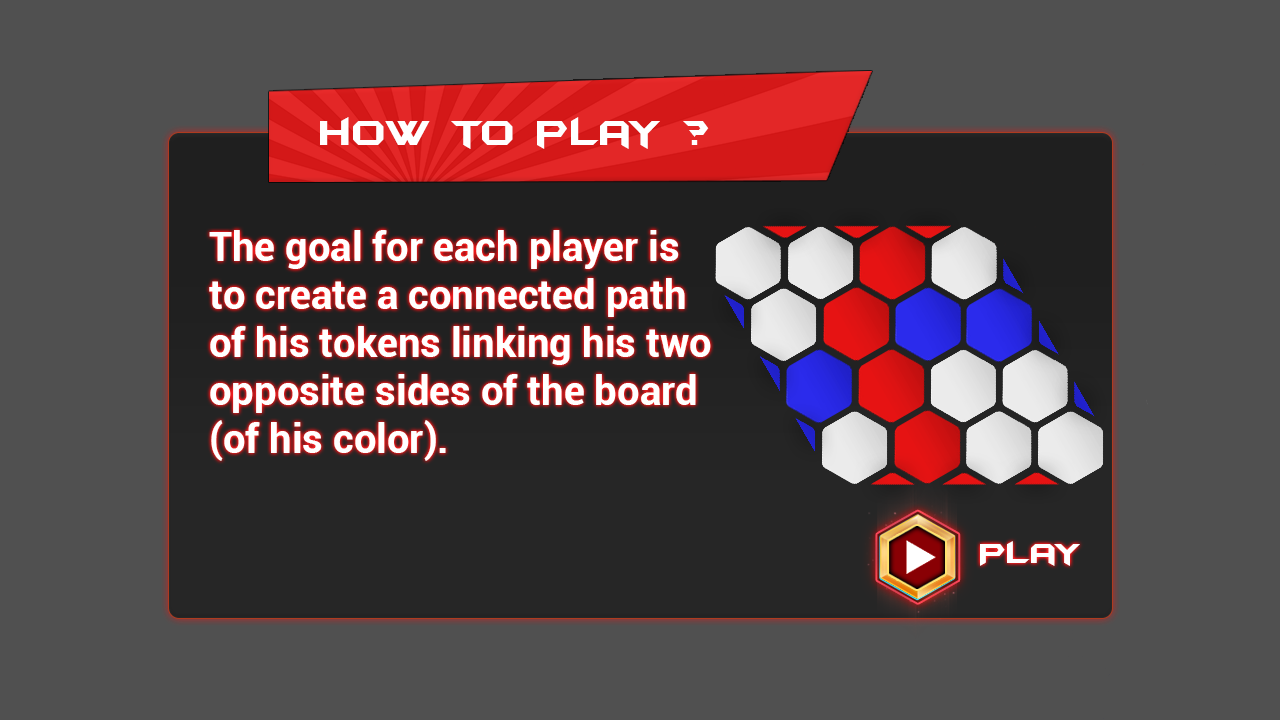 HOW TO PLAY ?
The goal for each player is
to create a connected path
of his tokens linking his two
opposite sides of the board
(of his color).
PLAY